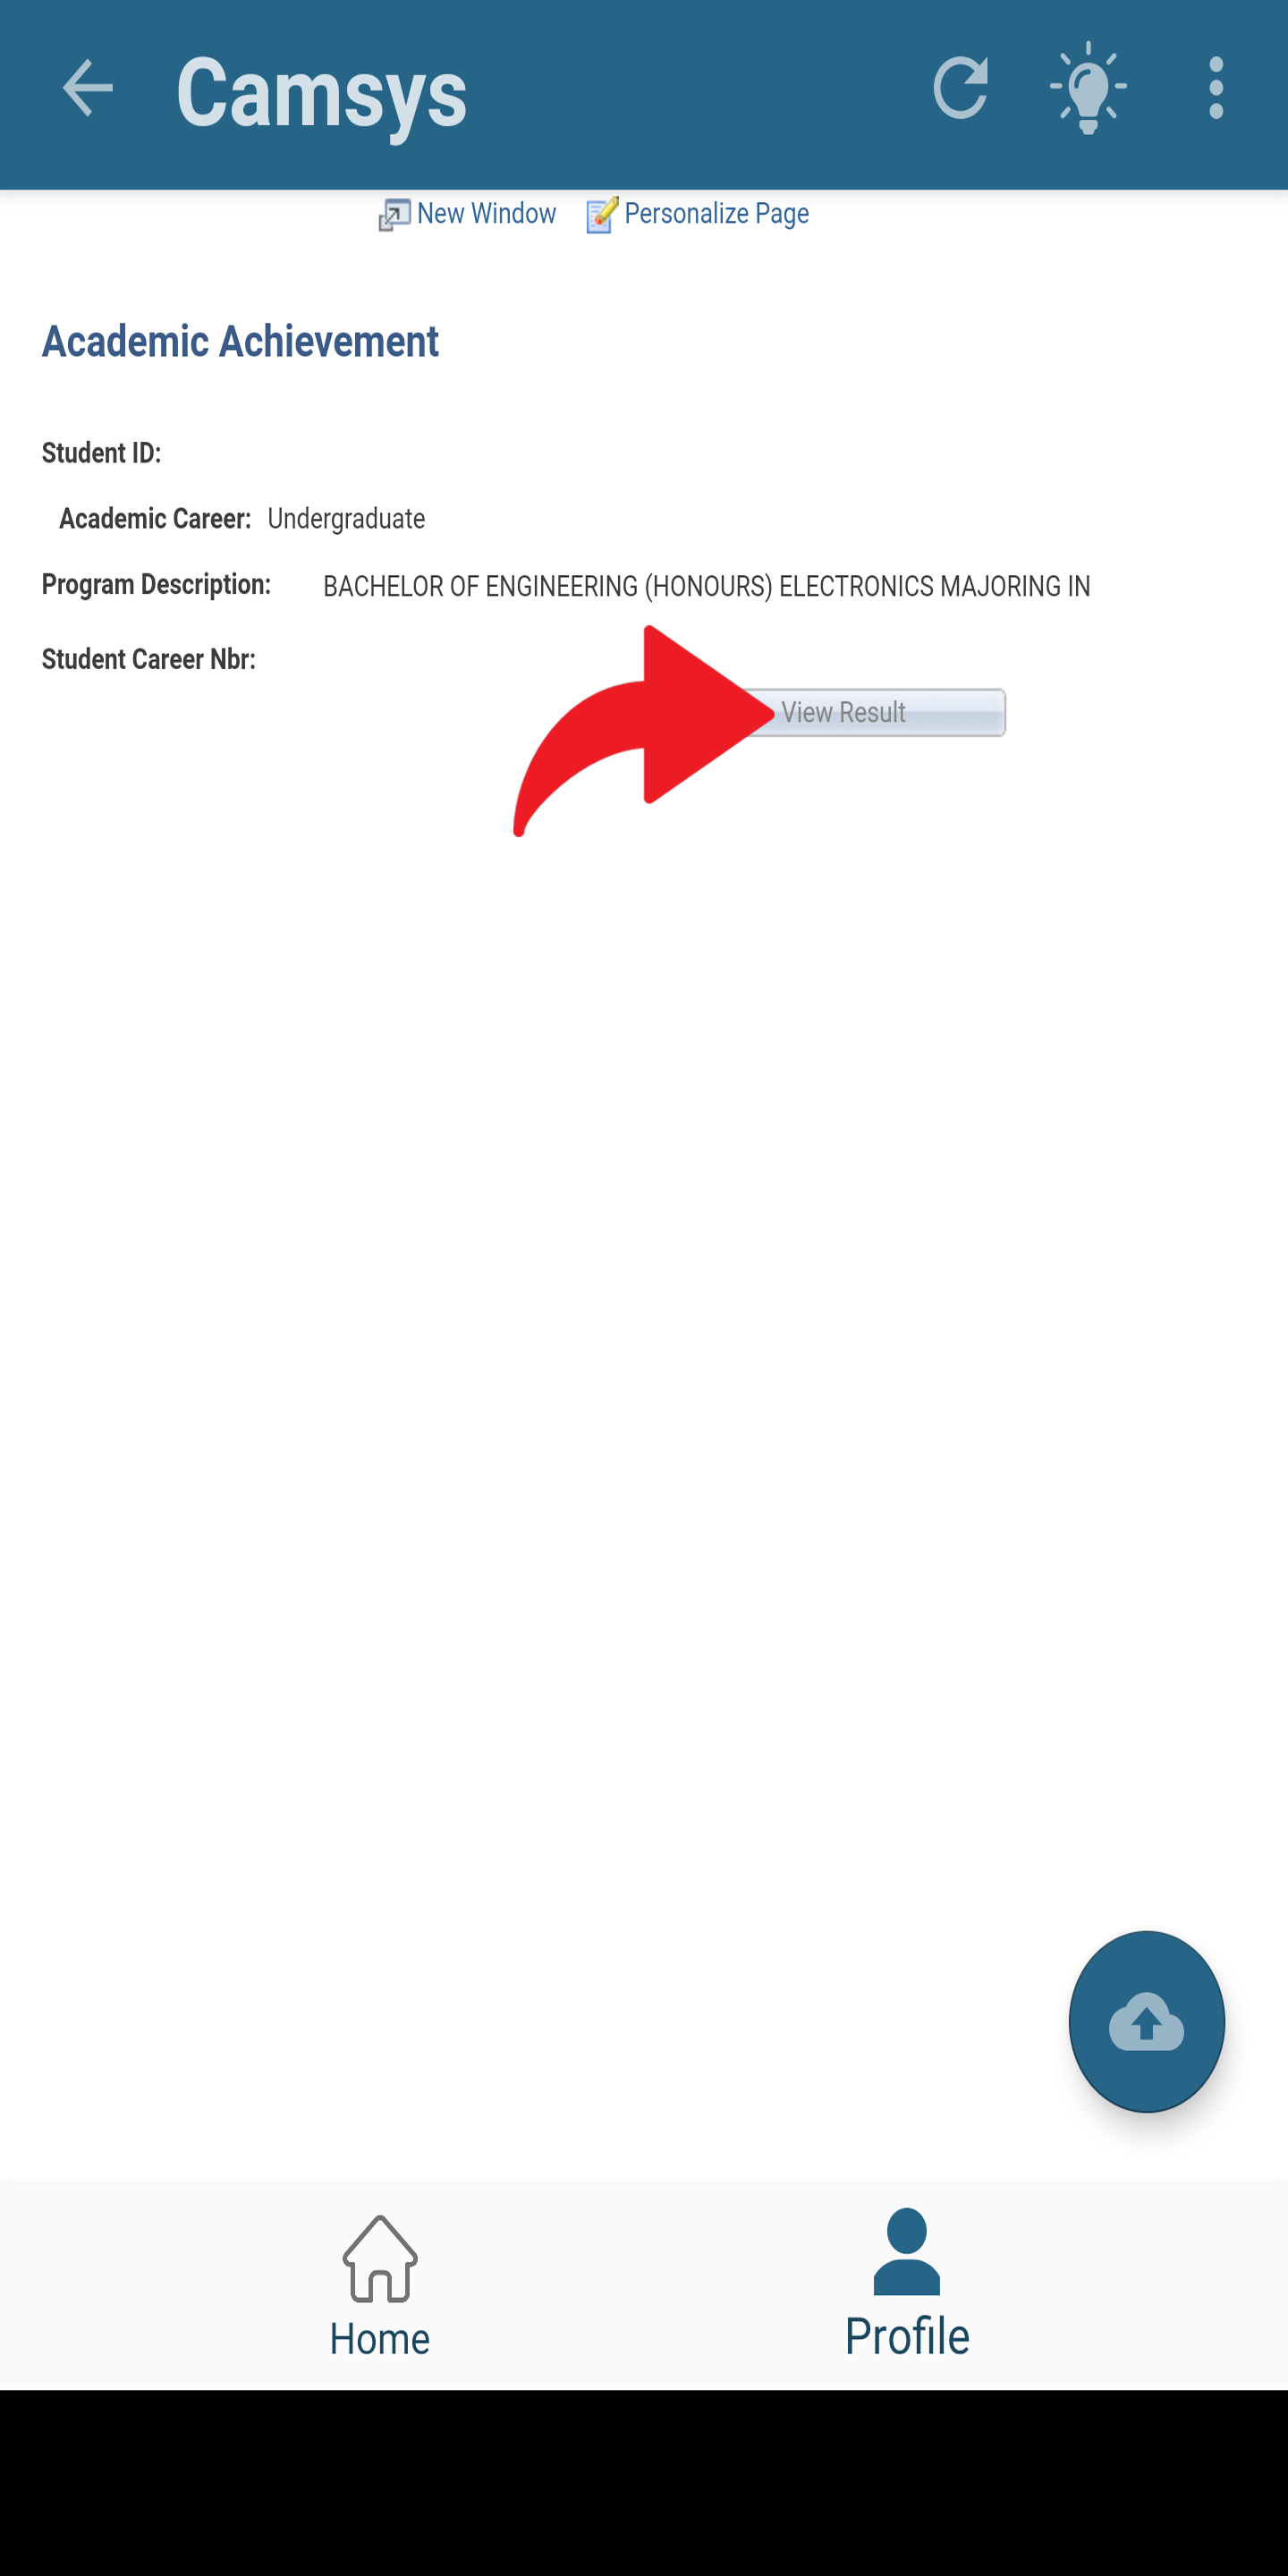 Camsys
New Window Personalize Page
Academic Achievement
Student ID:
Academic Career: Undergraduate
Program Description: BACHELOR OF ENGINEERING (HONOURS) ELECTRONICS MAJORING IN
Student Career Nbr:
View Result
Home Profile